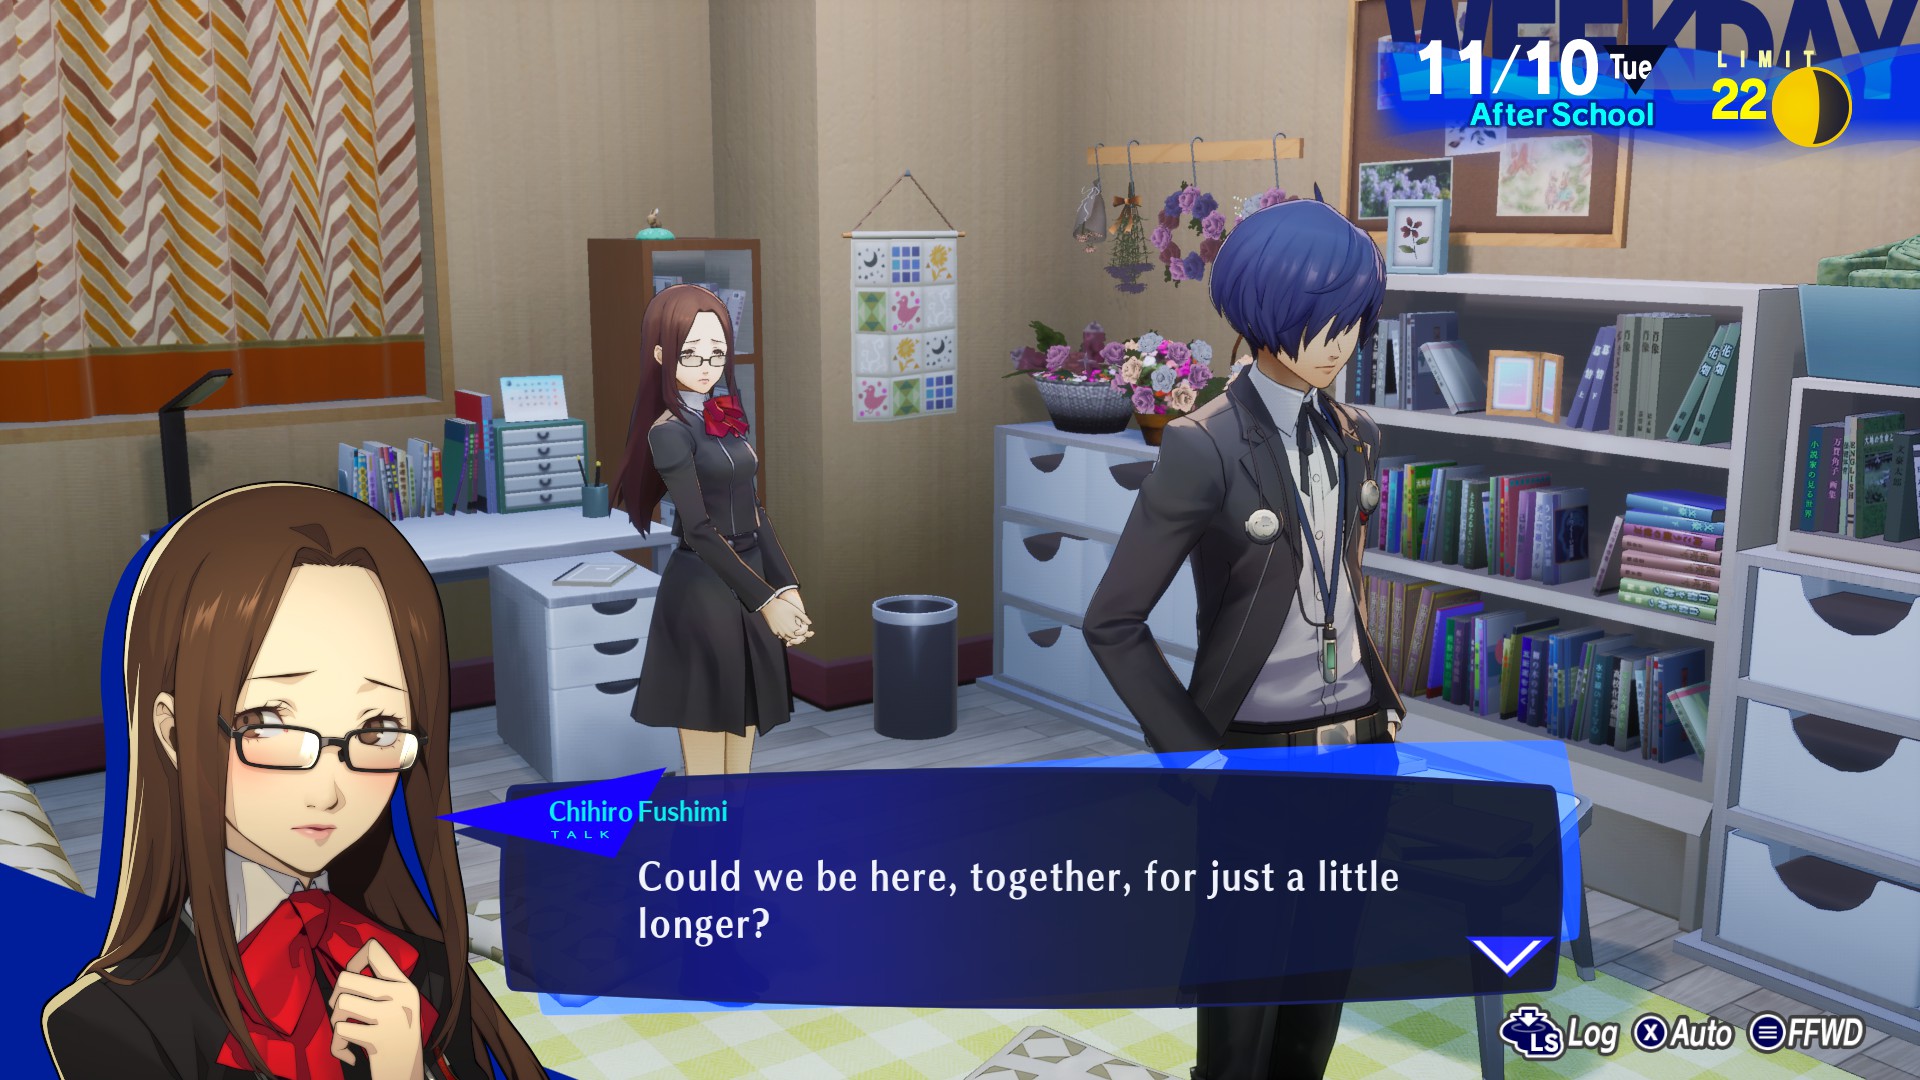 WEEKDAY
11/10 Tue
After School
LIMIT
22
Chihiro Fushimi
TALK
Could we be here, together, for just a little
longer?
LS Log X Auto FFWD